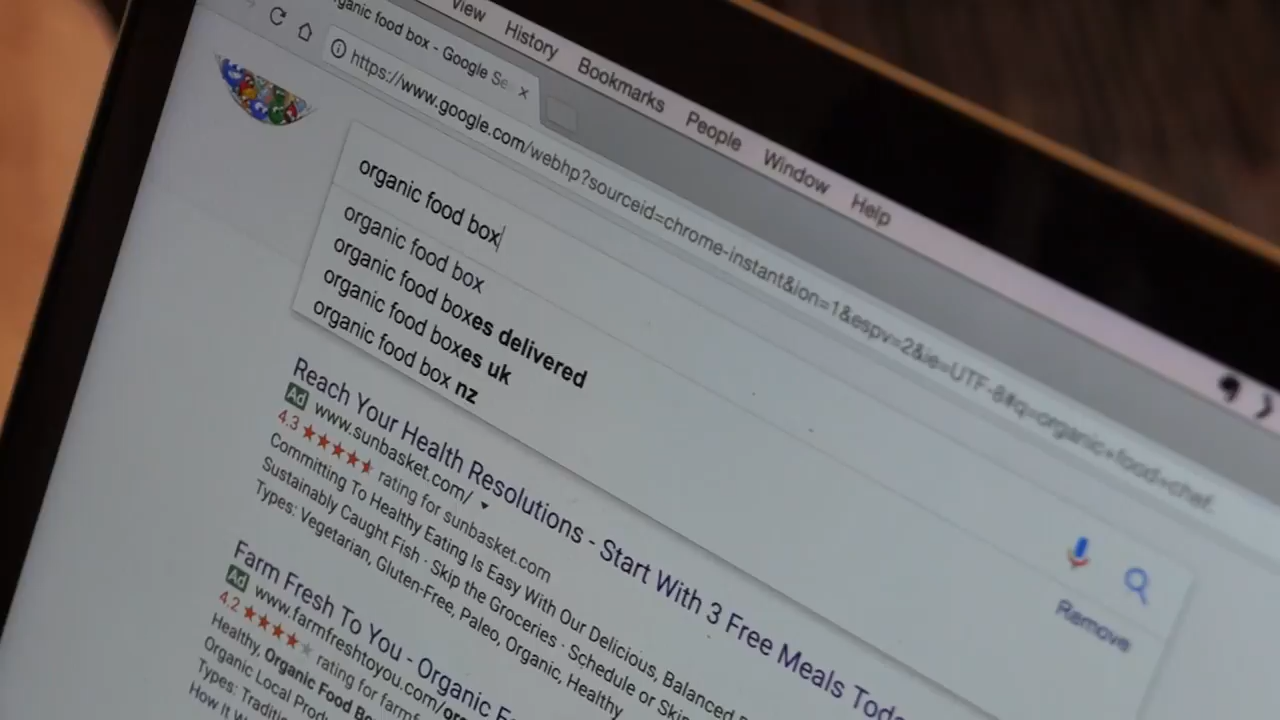 View History Bookmarks People Window Help
organic food box - Google Se
https://www.google.com/webhp?sourceid=chrome-instant&ion=1&espv=2&ie=UTF-8#q=organic+food+chef
organic food box
organic food box
organic food boxes delivered
organic food boxes uk
organic food box nz
Remove
Reach Your Health Resolutions - Start With 3 Free Meals Toda
Ad www.sunbasket.com/
4.3 rating for sunbasket.com
Committing To Healthy Eating Is Easy With Our Delicious, Balanced
Sustainably Caught Fish · Skip the Groceries · Schedule or Skip
Types: Vegetarian, Gluten-Free, Paleo, Organic, Healthy
Farm Fresh To You - Organic F
Ad www.farmfreshtoyou.com/or
4.2 rating for farmf
Healthy, Organic Food Bo
Organic Local Prod
Types: Traditi
How It W